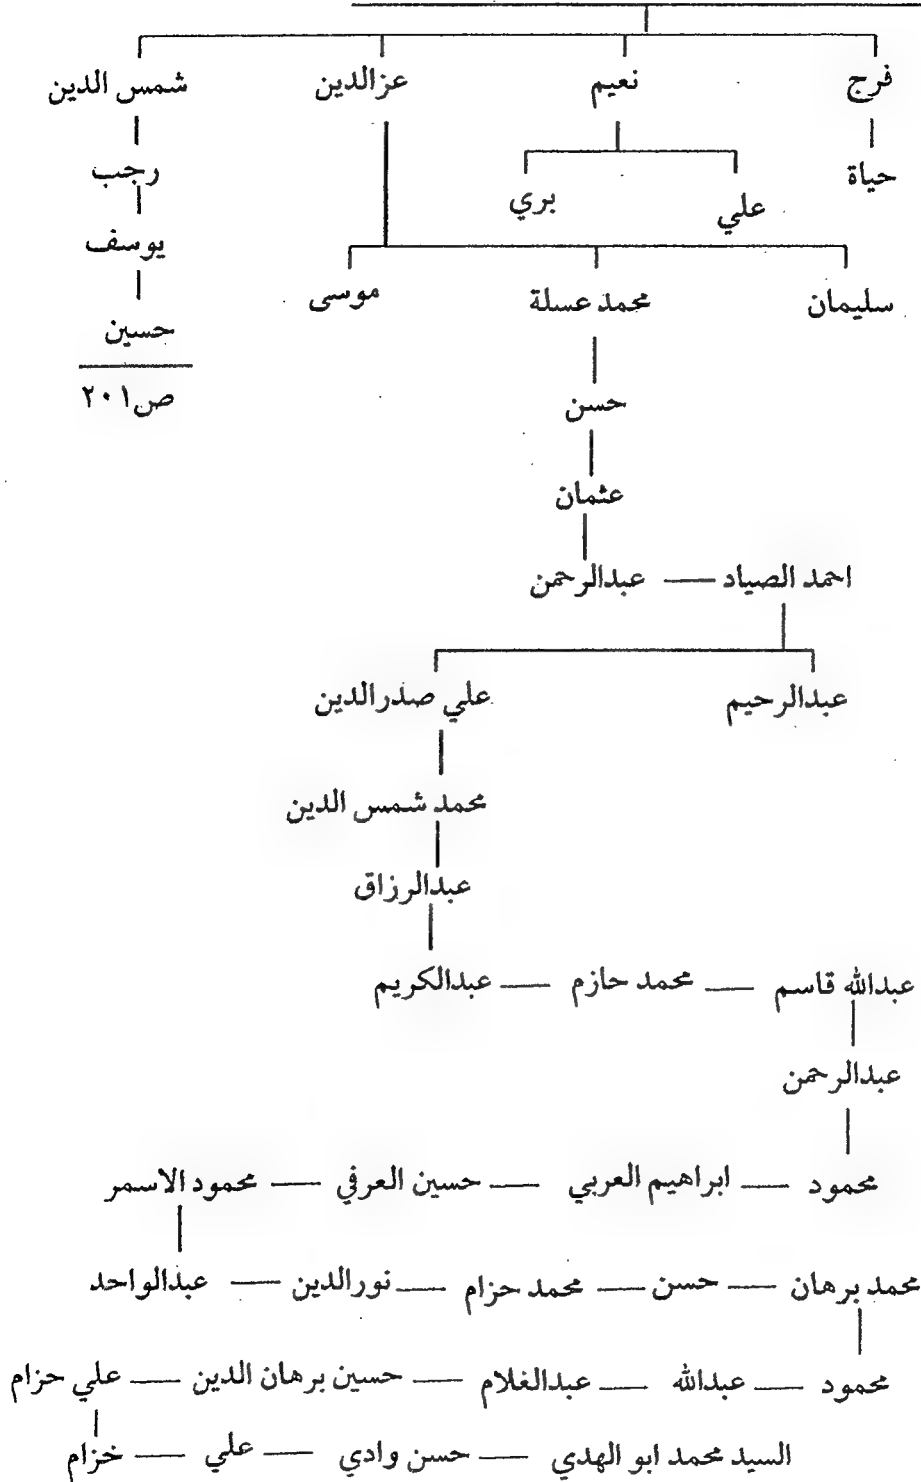 فرج نعيم عزالدين شمس الدين
حياة علي بري رجب
يوسف
سليمان محمد عسلة موسى حسين
ص٢٠١
حسن
عثمان
احمد الصياد — عبدالرحمن
عبدالرحيم علي صدرالدين
محمد شمس الدين
عبدالرزاق
عبدالله قاسم — محمد حازم — عبدالكريم
عبدالرحمن
محمود — ابراهيم العربي — حسين العرفي — محمود الاسمر
محمد برهان — حسن — محمد حزام — نورالدين — عبدالواحد
محمود — عبدالله — عبدالغلام — حسين برهان الدين — علي حزام
السيد محمد ابو الهدي — حسن وادي — علي — خزام